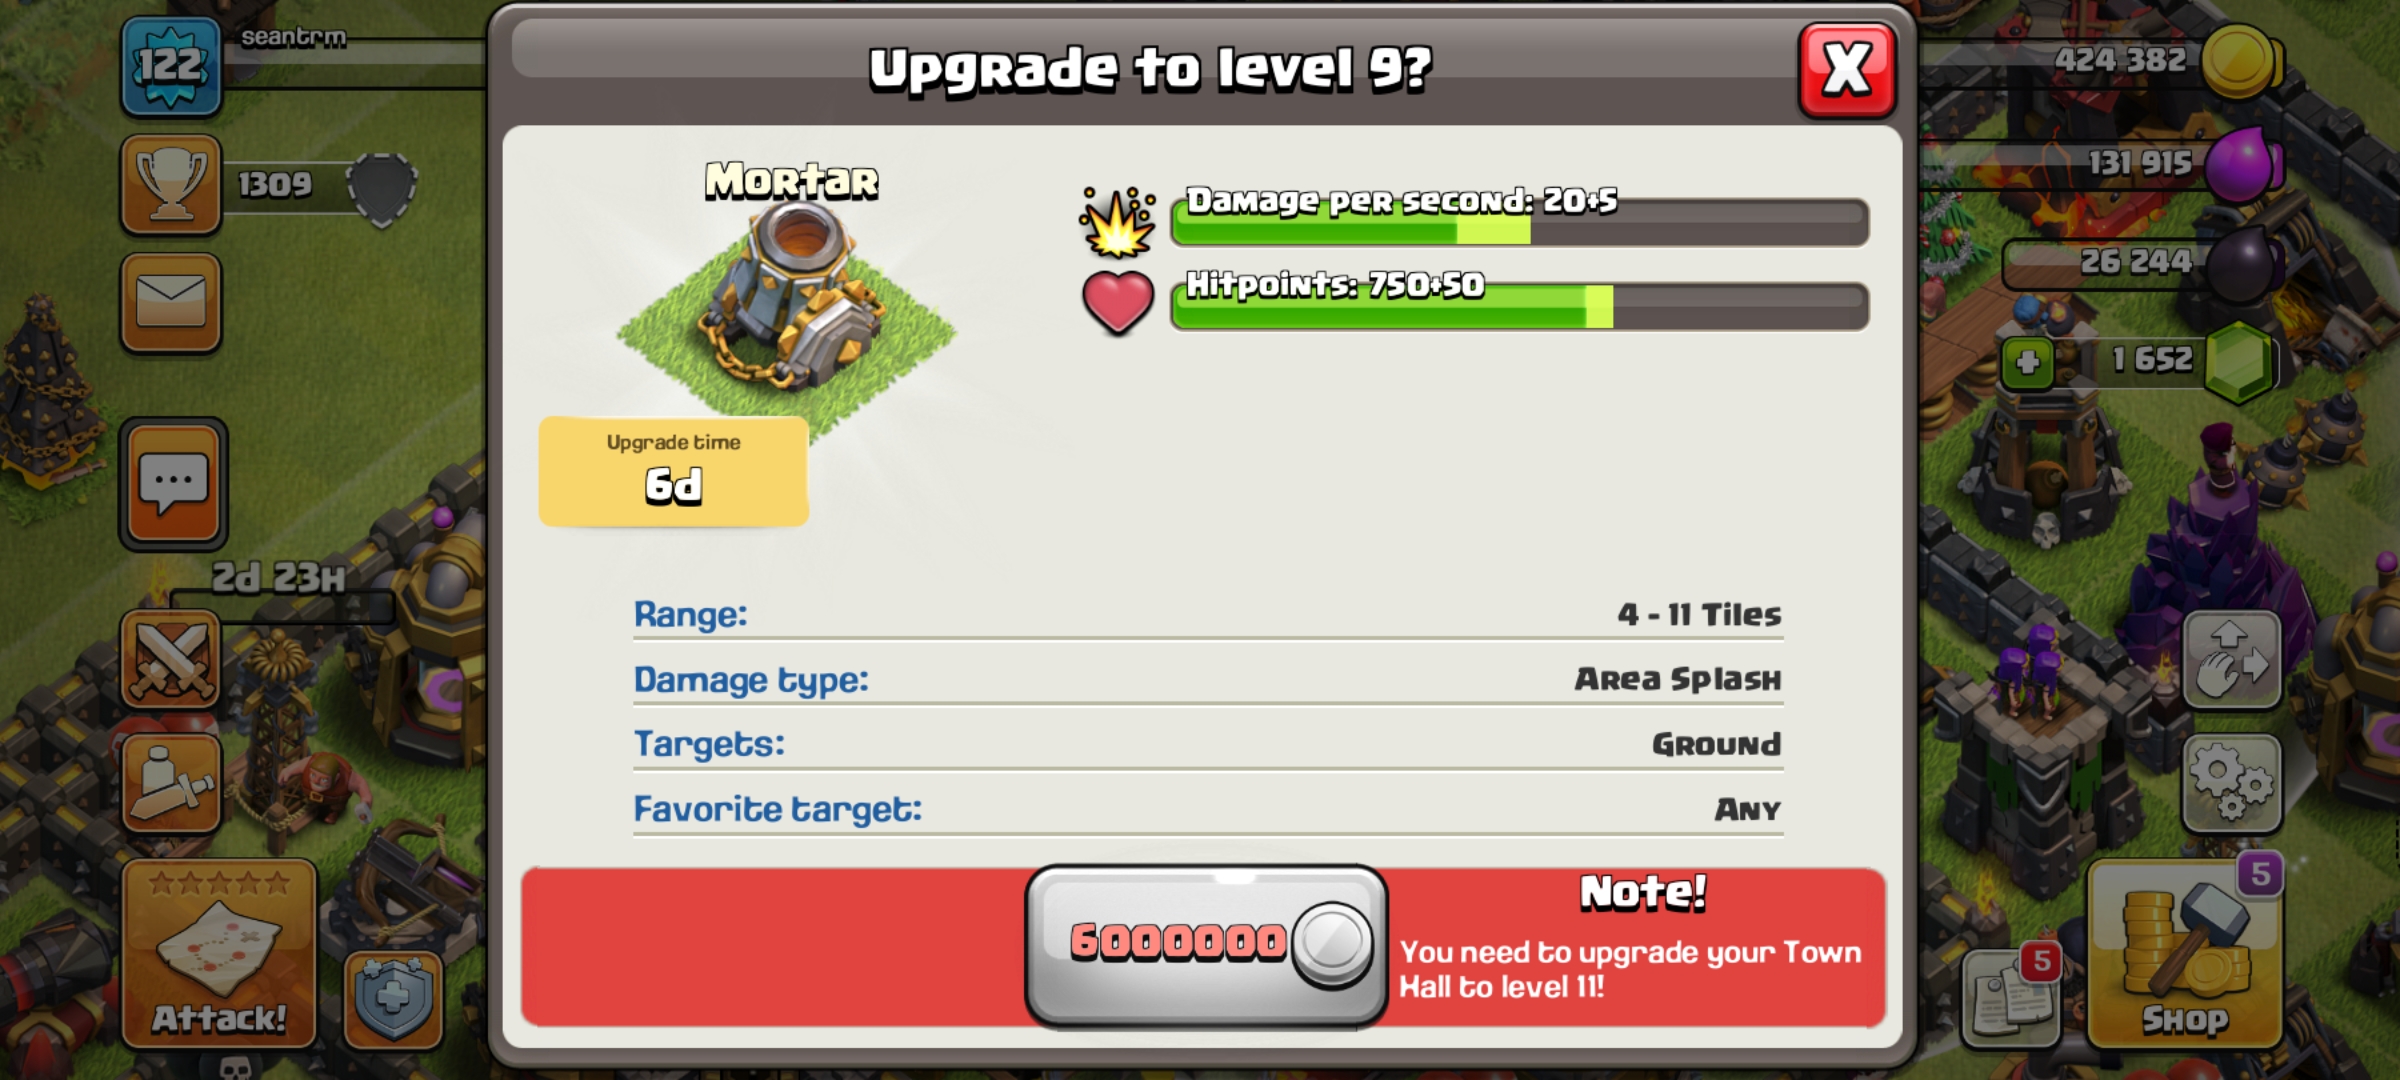 122
seantrm
Upgrade to level 9?
X
424 382
1309
131 915
26 244
1 652
Mortar
Damage per second: 20+5
Hitpoints: 750+50
Upgrade time
6d
2d 23h
Range: 4 - 11 Tiles
Damage type: Area Splash
Targets: Ground
Favorite target: Any
6000000
Note!
You need to upgrade your Town
Hall to level 11!
Attack!
5
5
Shop